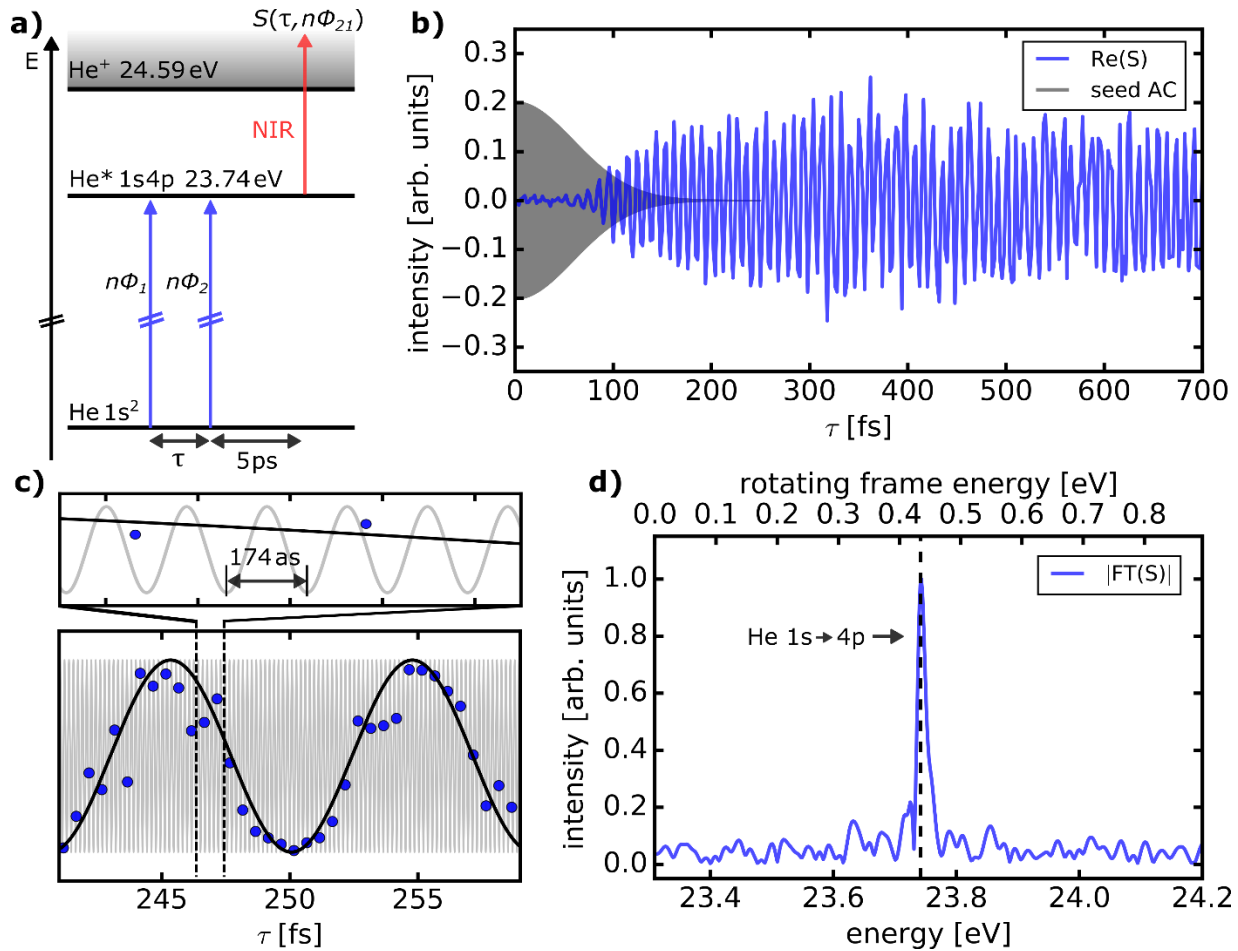 a)
S(τ,nΦ21)
E
He+ 24.59 eV
NIR
He* 1s4p 23.74 eV
nΦ1 nΦ2
He 1s2
τ
5ps
b)
intensity [arb. units]
0.3
0.2
0.1
0.0
−0.1
−0.2
−0.3
Re(S)
seed AC
0 100 200 300 400 500 600 700
τ [fs]
c)
174 as
245 250 255
τ [fs]
d)
rotating frame energy [eV]
0.0 0.1 0.2 0.3 0.4 0.5 0.6 0.7 0.8
intensity [arb. units]
1.0
0.8
0.6
0.4
0.2
0.0
|FT(S)|
He 1s→4p
23.4 23.6 23.8 24.0 24.2
energy [eV]